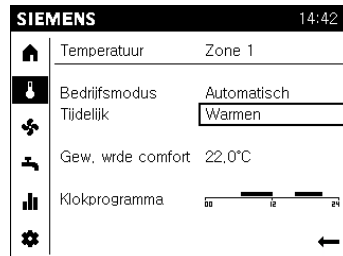 SIEMENS 14:42
Temperatuur Zone 1
Bedrijfsmodus Automatisch
Tijdelijk Warmen
Gew, wrde comfort 22,0°C
Klokprogramma
00 12 24